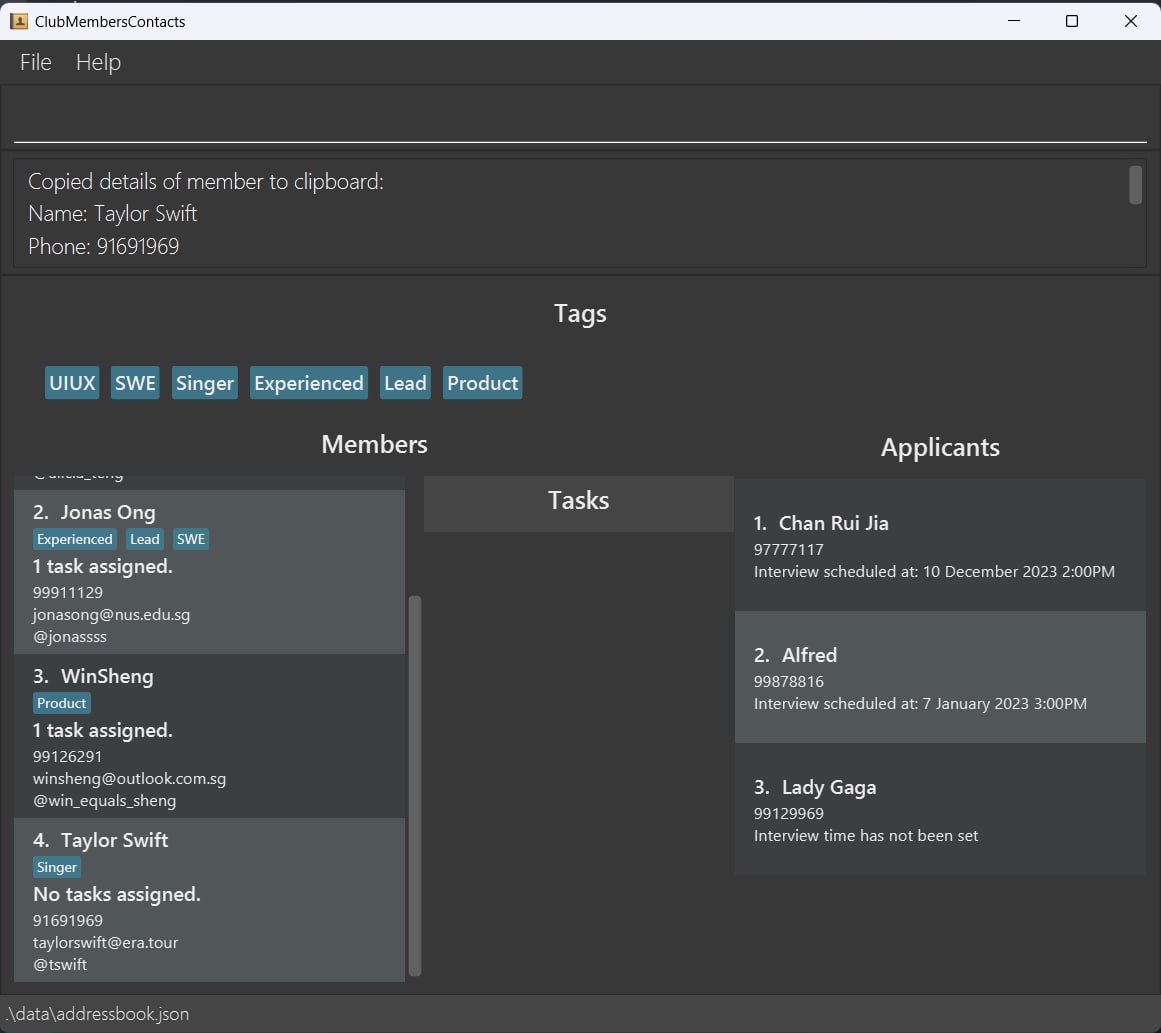 ClubMembersContacts
File Help
Copied details of member to clipboard:
Name: Taylor Swift
Phone: 91691969
Tags
UIUX SWE Singer Experienced Lead Product
Members
2. Jonas Ong
Experienced Lead SWE
1 task assigned.
99911129
jonasong@nus.edu.sg
@jonassss
3. WinSheng
Product
1 task assigned.
99126291
winsheng@outlook.com.sg
@win_equals_sheng
4. Taylor Swift
Singer
No tasks assigned.
91691969
taylorswift@era.tour
@tswift
Tasks
Applicants
1. Chan Rui Jia
97777117
Interview scheduled at: 10 December 2023 2:00PM
2. Alfred
99878816
Interview scheduled at: 7 January 2023 3:00PM
3. Lady Gaga
99129969
Interview time has not been set
.\data\addressbook.json